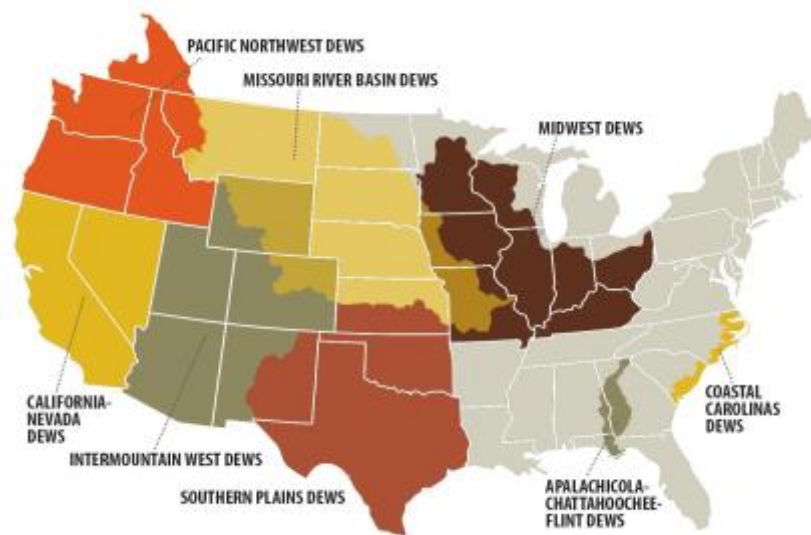 PACIFIC NORTHWEST DEWS
MISSOURI RIVER BASIN DEWS
MIDWEST DEWS
CALIFORNIA-
NEVADA
DEWS
INTERMOUNTAIN WEST DEWS
SOUTHERN PLAINS DEWS
COASTAL
CAROLINAS
DEWS
APALACHICOLA-
CHATTAHOOCHEE-
FLINT DEWS